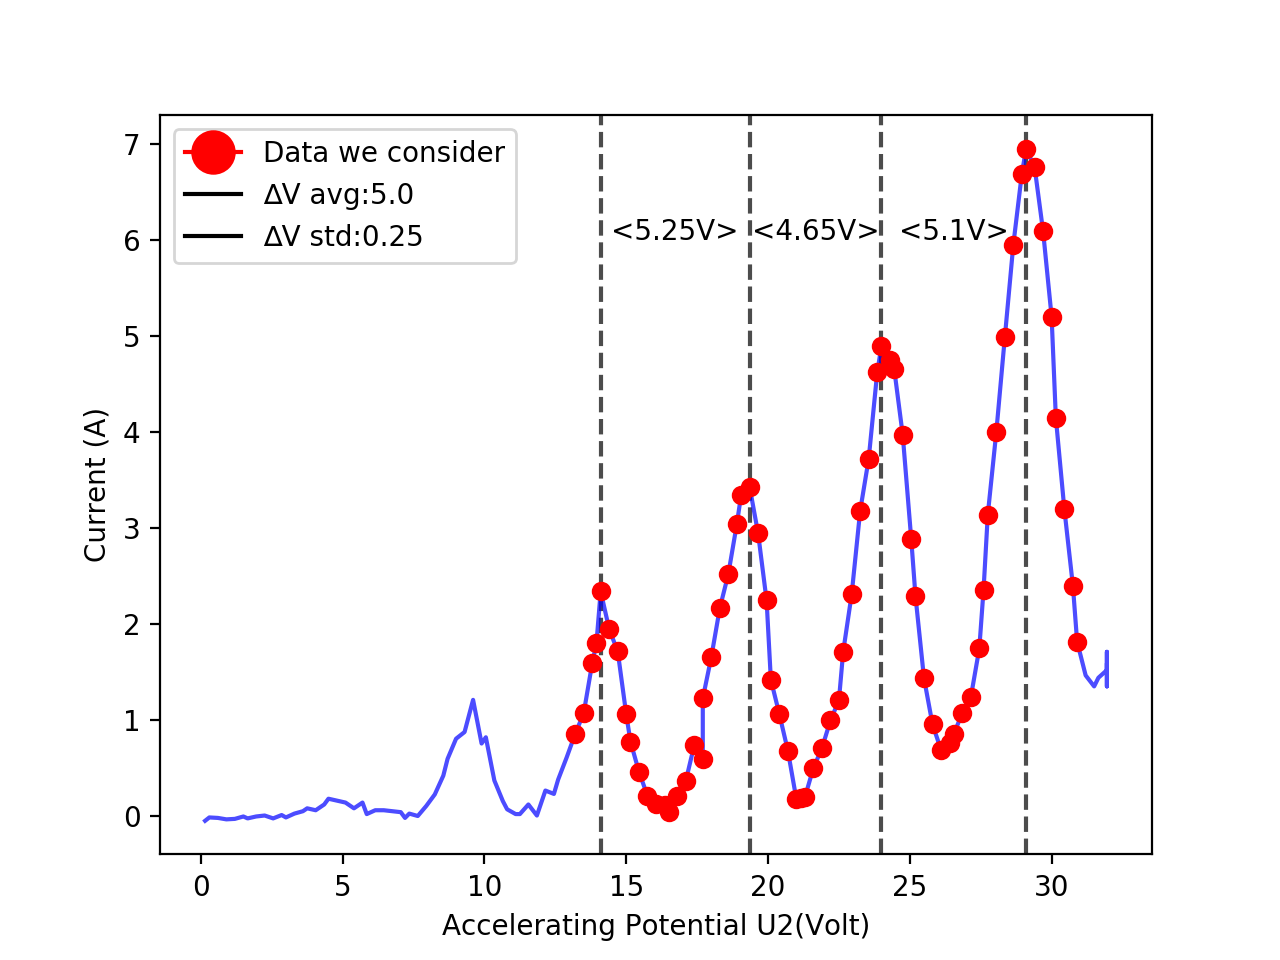 Data we consider
ΔV avg:5.0
ΔV std:0.25
<5.25V>
<4.65V>
<5.1V>
7
6
5
4
3
2
1
0
Current (A)
0
5
10
15
20
25
30
Accelerating Potential U2(Volt)